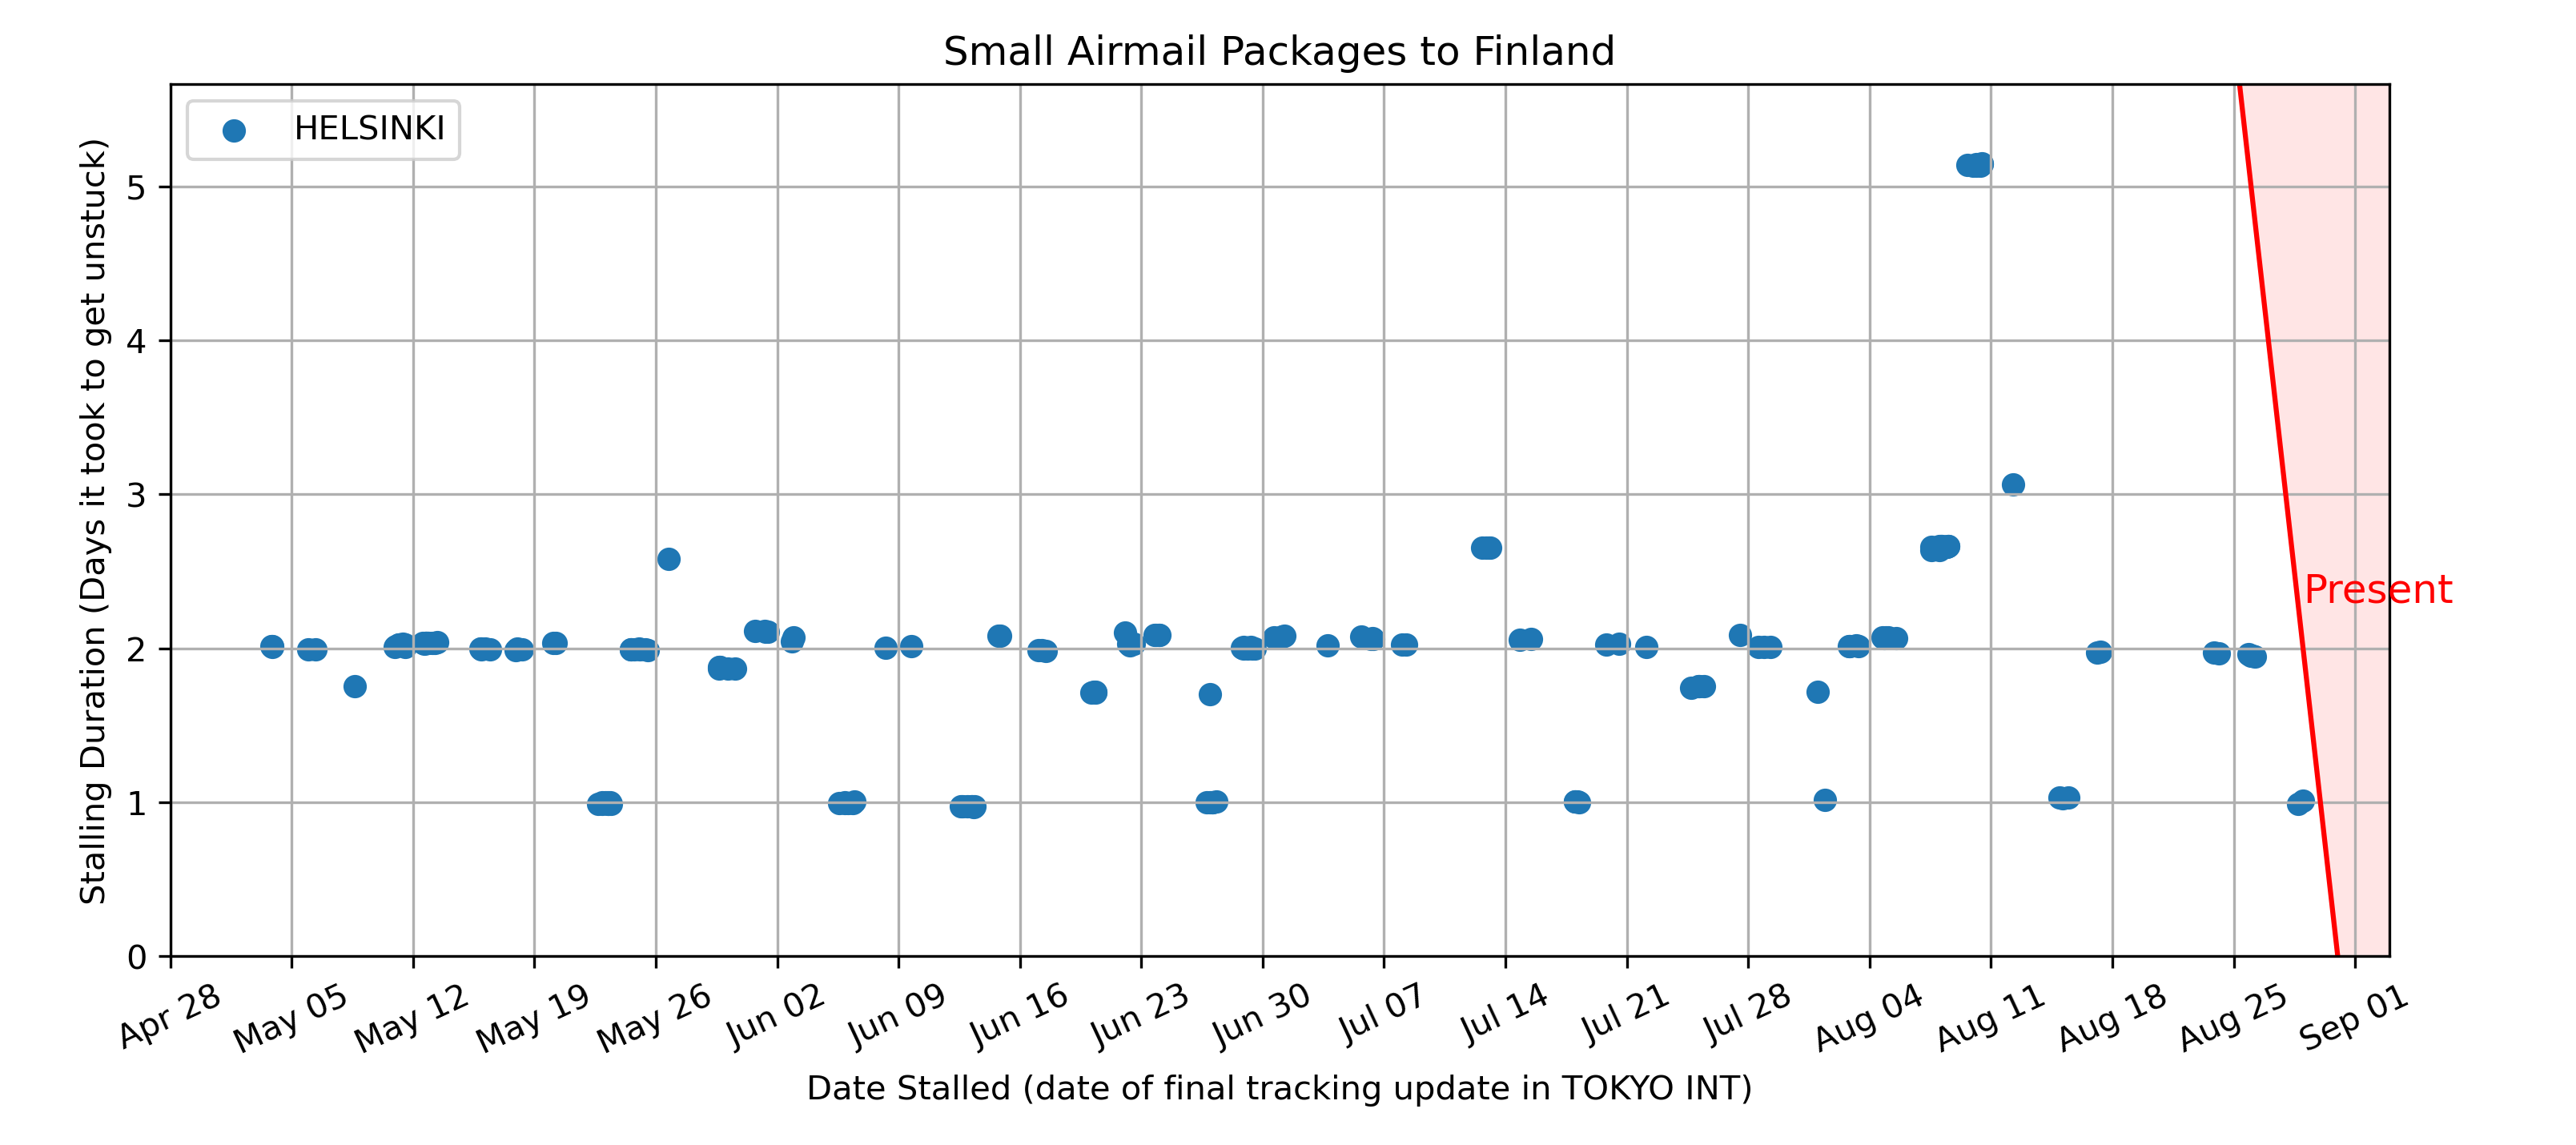 Small Airmail Packages to Finland
HELSINKI
Stalling Duration (Days it took to get unstuck)
5
4
3
2
1
0
Present
Apr 28
May 05
May 12
May 19
May 26
Jun 02
Jun 09
Jun 16
Jun 23
Jun 30
Jul 07
Jul 14
Jul 21
Jul 28
Aug 04
Aug 11
Aug 18
Aug 25
Sep 01
Date Stalled (date of final tracking update in TOKYO INT)